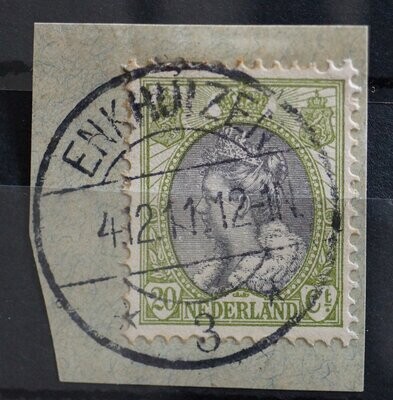 ENKHUIZEN
4.12.11.12-1N
3
20 Ct
NEDERLAND